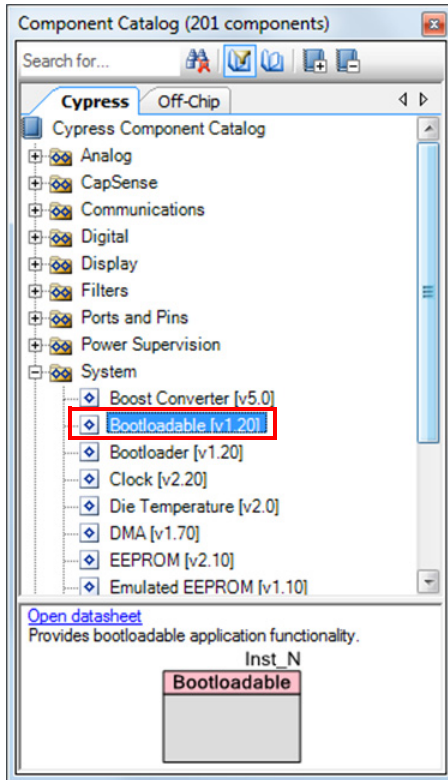 Component Catalog (201 components)
Search for...
Cypress Off-Chip
Cypress Component Catalog
Analog
CapSense
Communications
Digital
Display
Filters
Ports and Pins
Power Supervision
System
Boost Converter [v5.0]
Bootloadable [v1.20]
Bootloader [v1.20]
Clock [v2.20]
Die Temperature [v2.0]
DMA [v1.70]
EEPROM [v2.10]
Emulated EEPROM [v1.10]
Open datasheet
Provides bootloadable application functionality.
Inst_N
Bootloadable